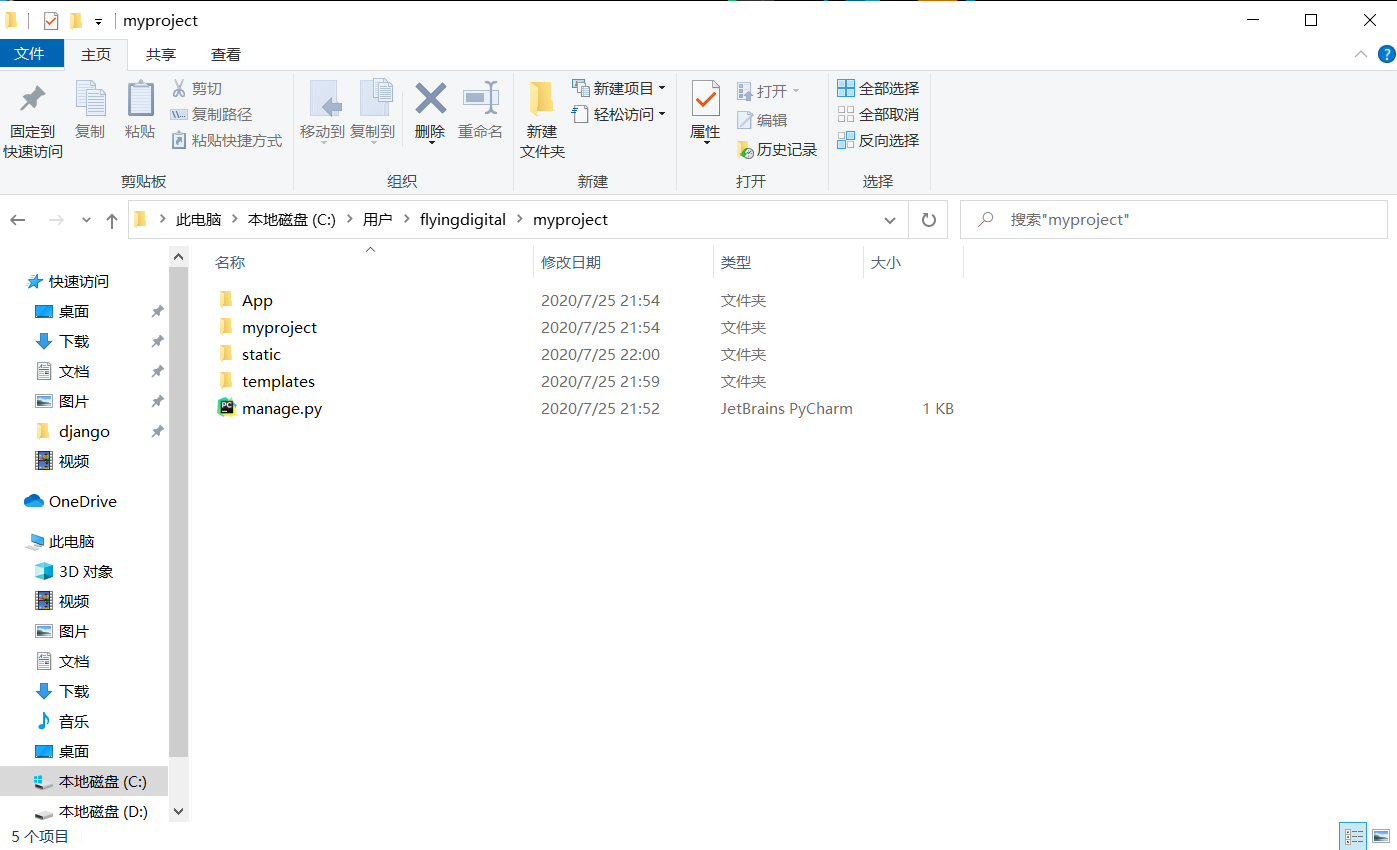 myproject
文件 主页 共享 查看
固定到
快速访问
复制
粘贴
剪切
复制路径
粘贴快捷方式
剪贴板
移动到
复制到
删除
重命名
组织
新建
文件夹
新建项目
轻松访问
新建
属性
打开
编辑
历史记录
打开
全部选择
全部取消
反向选择
选择
此电脑 本地磁盘 (C:) 用户 flyingdigital myproject
搜索"myproject"
快速访问
桌面
下载
文档
图片
django
视频
OneDrive
此电脑
3D 对象
视频
图片
文档
下载
音乐
桌面
本地磁盘 (C:)
本地磁盘 (D:)
名称 修改日期 类型 大小
App 2020/7/25 21:54 文件夹
myproject 2020/7/25 21:54 文件夹
static 2020/7/25 22:00 文件夹
templates 2020/7/25 21:59 文件夹
manage.py 2020/7/25 21:52 JetBrains PyCharm 1 KB
5 个项目